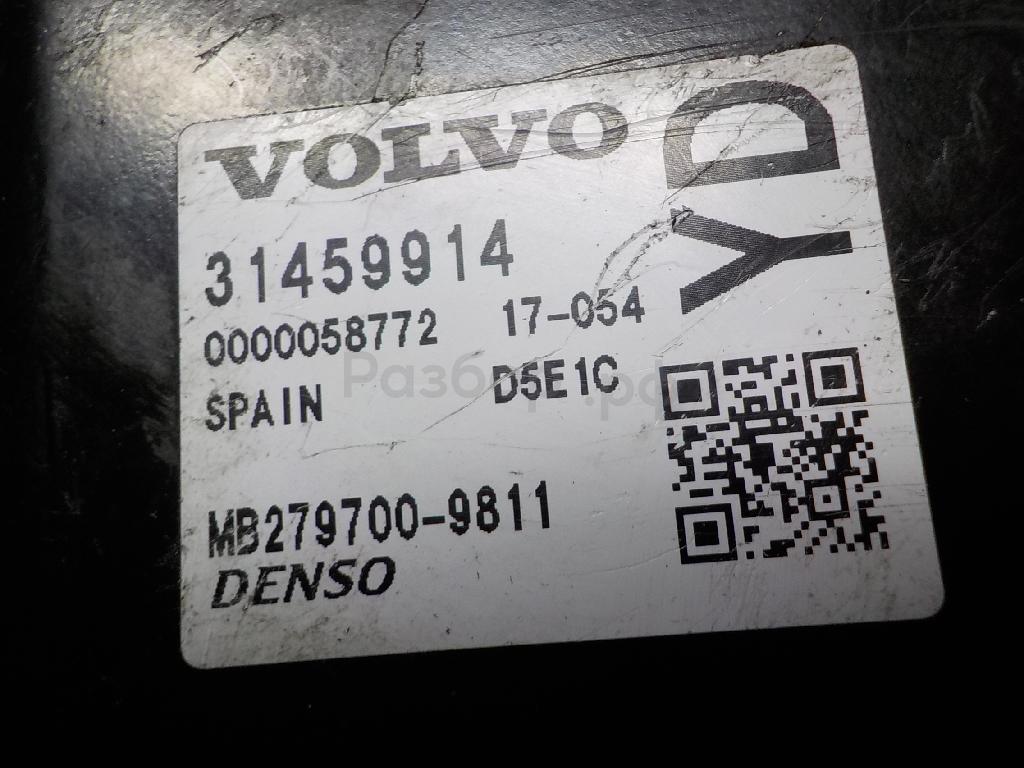 VOLVO
YD
31459914
0000058772 17-054
SPAIN D5E1C
MB279700-9811
DENSO